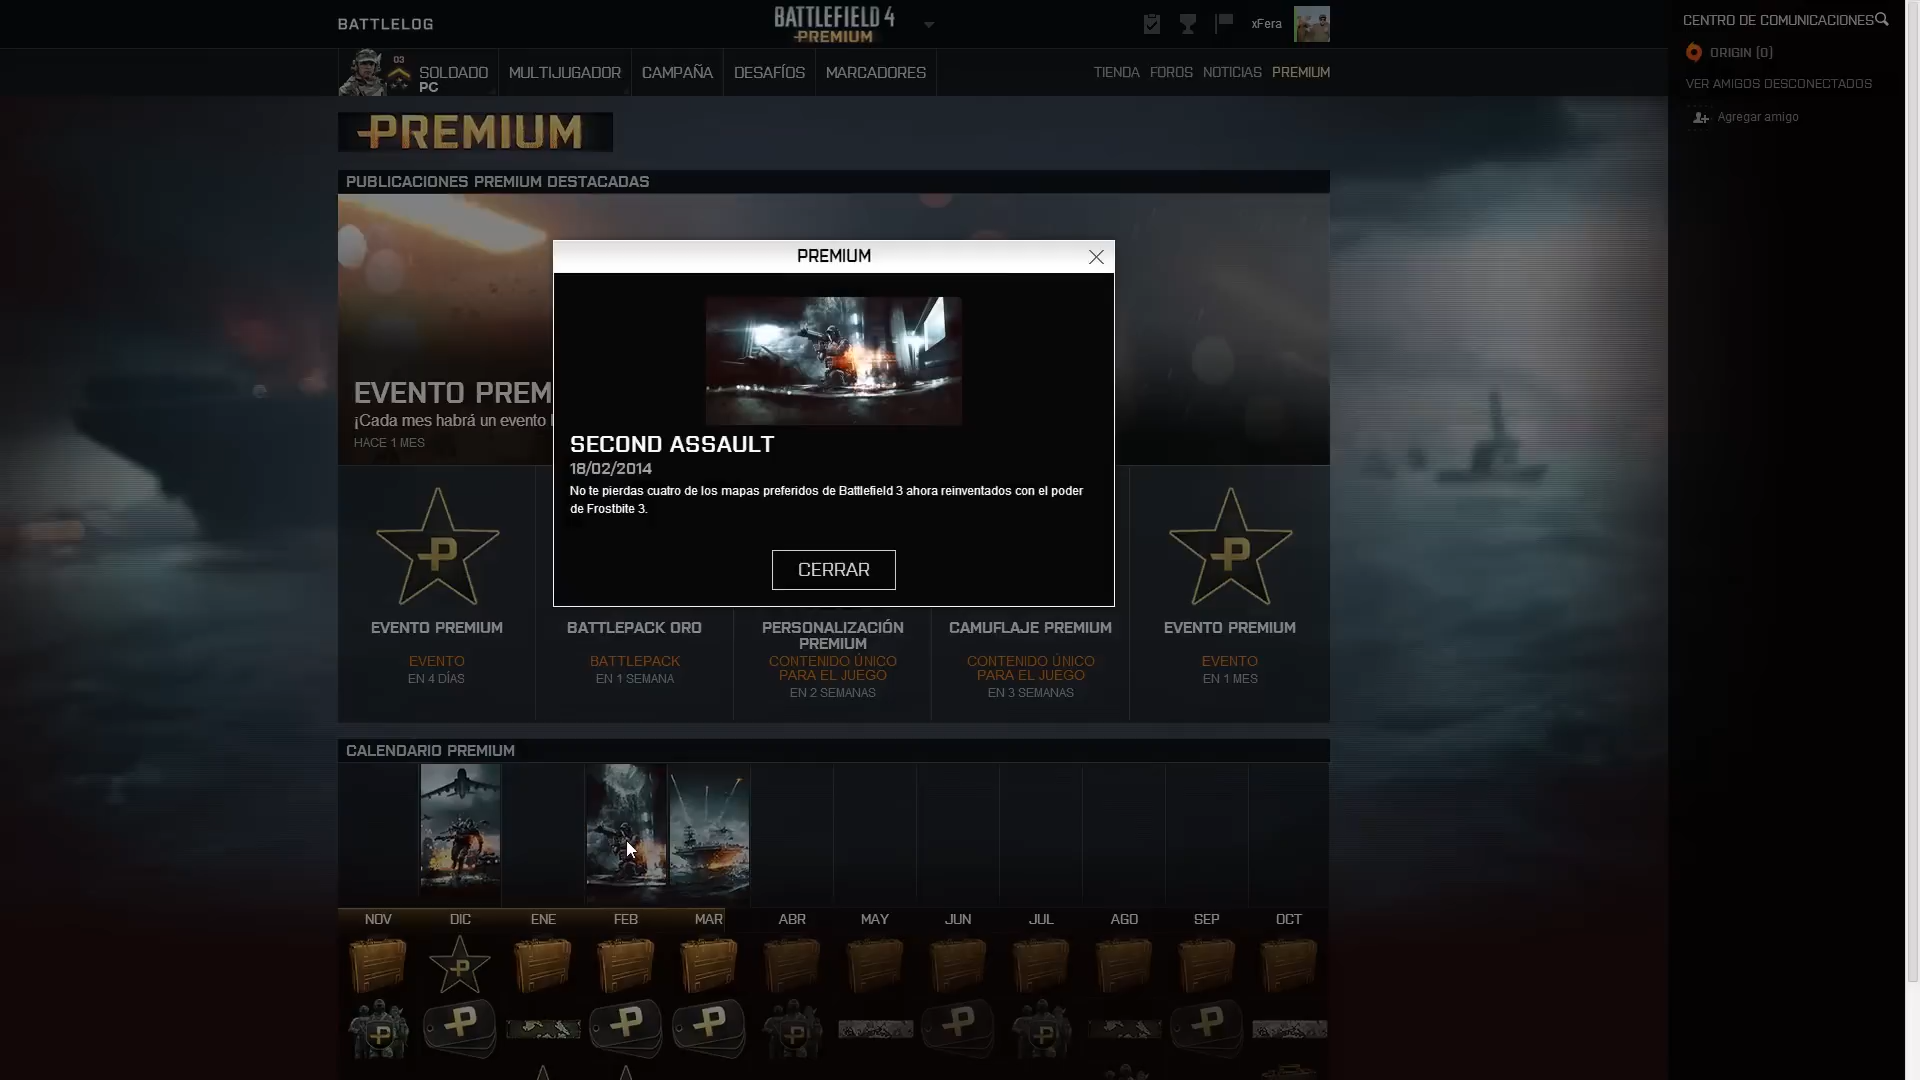 BATTLELOG
BATTLEFIELD 4
PREMIUM
xFera
CENTRO DE COMUNICACIONES
ORIGIN (0)
VER AMIGOS DESCONECTADOS
Agregar amigo
03
SOLDADO
PC
MULTIJUGADOR
CAMPAÑA
DESAFÍOS
MARCADORES
TIENDA
FOROS
NOTICIAS
PREMIUM
PREMIUM
PUBLICACIONES PREMIUM DESTACADAS
EVENTO PREM
¡Cada mes habrá un evento
HACE 1 MES
PREMIUM
SECOND ASSAULT
18/02/2014
No te pierdas cuatro de los mapas preferidos de Battlefield 3 ahora reinventados con el poder
de Frostbite 3.
CERRAR
EVENTO PREMIUM
EVENTO
EN 4 DÍAS
BATTLEPACK ORO
BATTLEPACK
EN 1 SEMANA
PERSONALIZACIÓN
PREMIUM
CONTENIDO ÚNICO
PARA EL JUEGO
EN 2 SEMANAS
CAMUFLAJE PREMIUM
CONTENIDO ÚNICO
PARA EL JUEGO
EN 3 SEMANAS
EVENTO PREMIUM
EVENTO
EN 1 MES
CALENDARIO PREMIUM
NOV DIC ENE FEB MAR ABR MAY JUN JUL AGO SEP OCT